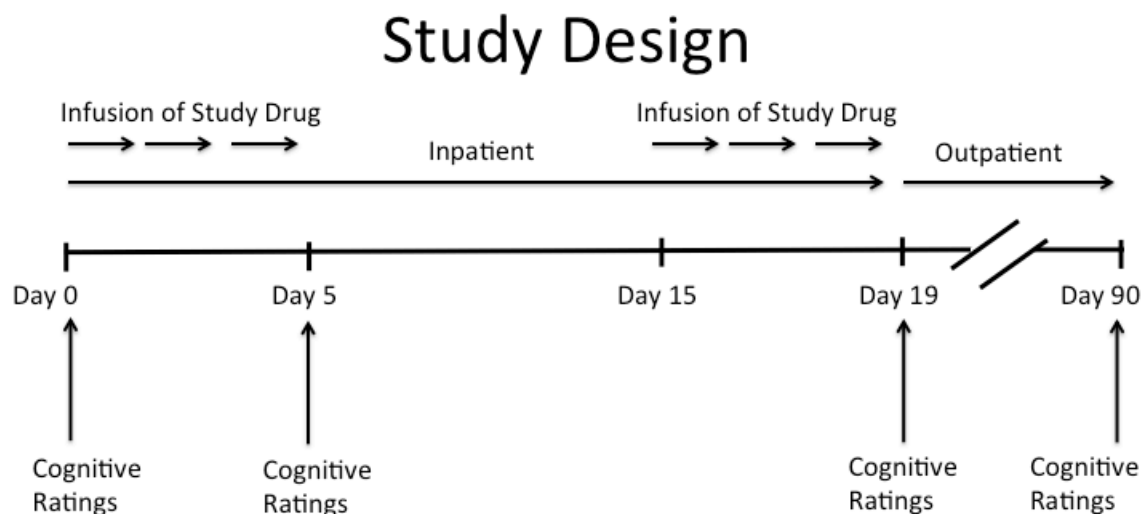 Study Design
Infusion of Study Drug
Infusion of Study Drug
Inpatient
Outpatient
Day 0
Day 5
Day 15
Day 19
Day 90
Cognitive
Ratings
Cognitive
Ratings
Cognitive
Ratings
Cognitive
Ratings